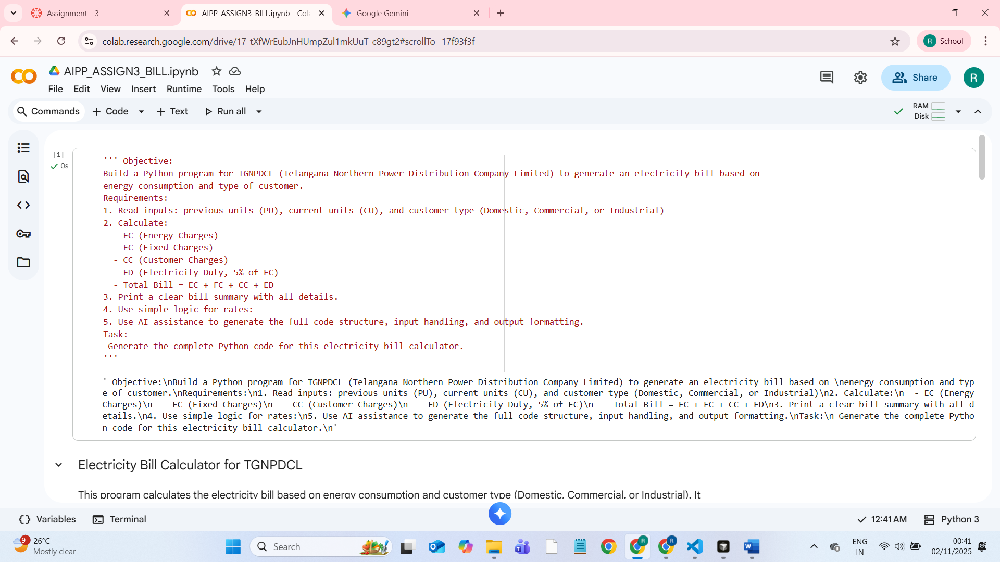 Assignment - 3
AIPP_ASSIGN3_BILL.ipynb - Col
Google Gemini
colab.research.google.com/drive/17-tXfWrEubJnHUmpZul1mkUuT_c89gt2#scrollTo=17f93f3f
R School
AIPP_ASSIGN3_BILL.ipynb
File Edit View Insert Runtime Tools Help
Share
R
Commands + Code + Text Run all
RAM
Disk
[1]
0s
''' Objective:
Build a Python program for TGNPDCL (Telangana Northern Power Distribution Company Limited) to generate an electricity bill based on
energy consumption and type of customer.
Requirements:
1. Read inputs: previous units (PU), current units (CU), and customer type (Domestic, Commercial, or Industrial)
2. Calculate:
- EC (Energy Charges)
- FC (Fixed Charges)
- CC (Customer Charges)
- ED (Electricity Duty, 5% of EC)
- Total Bill = EC + FC + CC + ED
3. Print a clear bill summary with all details.
4. Use simple logic for rates:
5. Use AI assistance to generate the full code structure, input handling, and output formatting.
Task:
Generate the complete Python code for this electricity bill calculator.
'''
' Objective:\nBuild a Python program for TGNPDCL (Telangana Northern Power Distribution Company Limited) to generate an electricity bill based on \nenergy consumption and typ
e of customer.\nRequirements:\n1. Read inputs: previous units (PU), current units (CU), and customer type (Domestic, Commercial, or Industrial)\n2. Calculate:\n  - EC (Energy
Charges)\n  - FC (Fixed Charges)\n  - CC (Customer Charges)\n  - ED (Electricity Duty, 5% of EC)\n  - Total Bill = EC + FC + CC + ED\n3. Print a clear bill summary with all d
etails.\n4. Use simple logic for rates:\n5. Use AI assistance to generate the full code structure, input handling, and output formatting.\nTask:\n Generate the complete Pytho
n code for this electricity bill calculator.\n'
Electricity Bill Calculator for TGNPDCL
This program calculates the electricity bill based on energy consumption and customer type (Domestic, Commercial, or Industrial). It
Variables Terminal
12:41 AM Python 3
9+
26°C
Mostly clear
Search
R
R
ENG
IN
00:41
02/11/2025